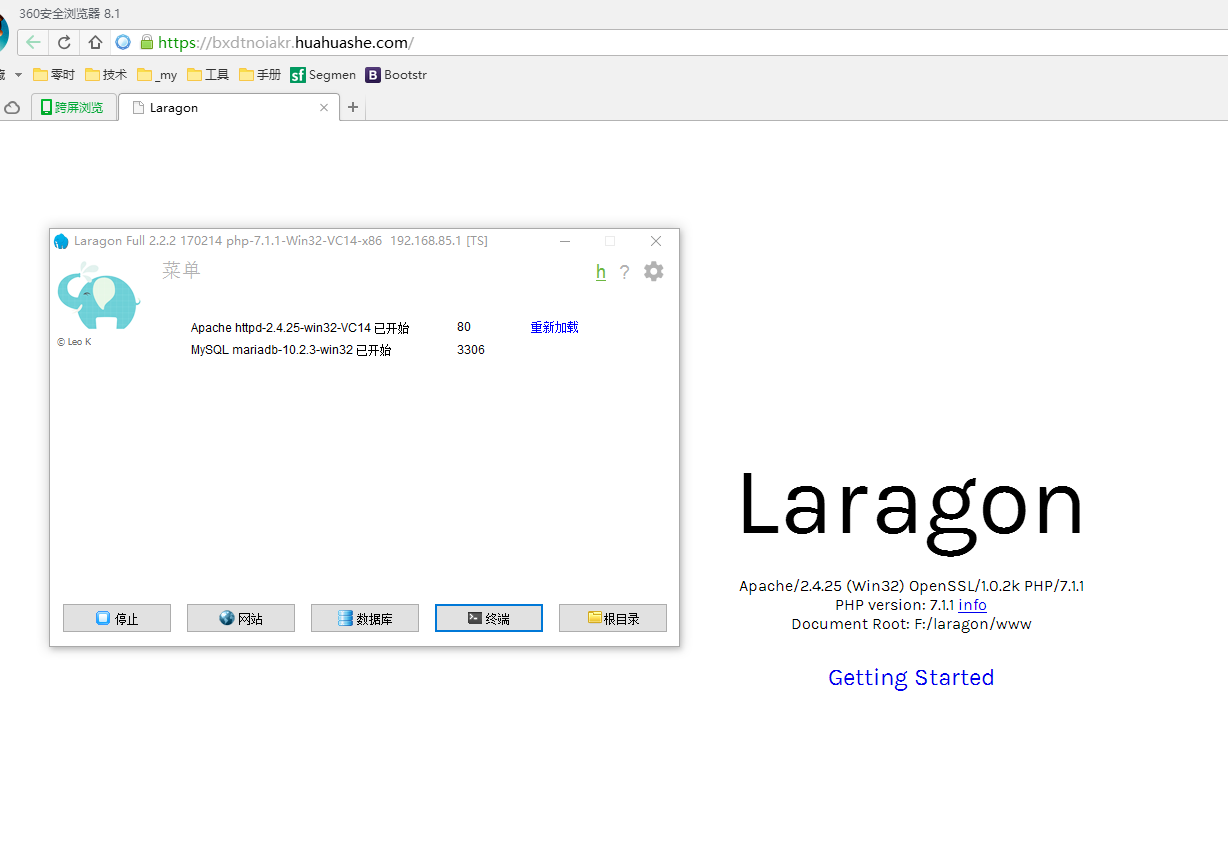 360安全浏览器 8.1
https://bxdtnoiakr.huahuashe.com/
零时 技术 _my 工具 手册 sf Segmen B Bootstr
跨屏浏览 Laragon
Laragon Full 2.2.2 170214 php-7.1.1-Win32-VC14-x86 192.168.85.1 [TS]
菜单 h ?
Apache httpd-2.4.25-win32-VC14 已开始 80 重新加载
© Leo K
MySQL mariadb-10.2.3-win32 已开始 3306
停止 网站 数据库 终端 根目录
Laragon
Apache/2.4.25 (Win32) OpenSSL/1.0.2k PHP/7.1.1
PHP version: 7.1.1 info
Document Root: F:/laragon/www
Getting Started